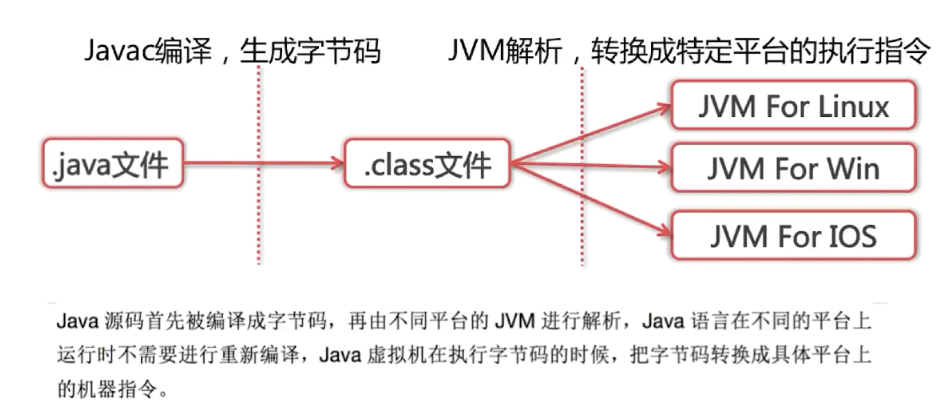 Javac编译，生成字节码
JVM解析，转换成特定平台的执行指令
.java文件
.class文件
JVM For Linux
JVM For Win
JVM For IOS
Java 源码首先被编译成字节码，再由不同平台的 JVM 进行解析，Java 语言在不同的平台上
运行时不需要进行重新编译，Java 虚拟机在执行字节码的时候，把字节码转换成具体平台上
的机器指令。